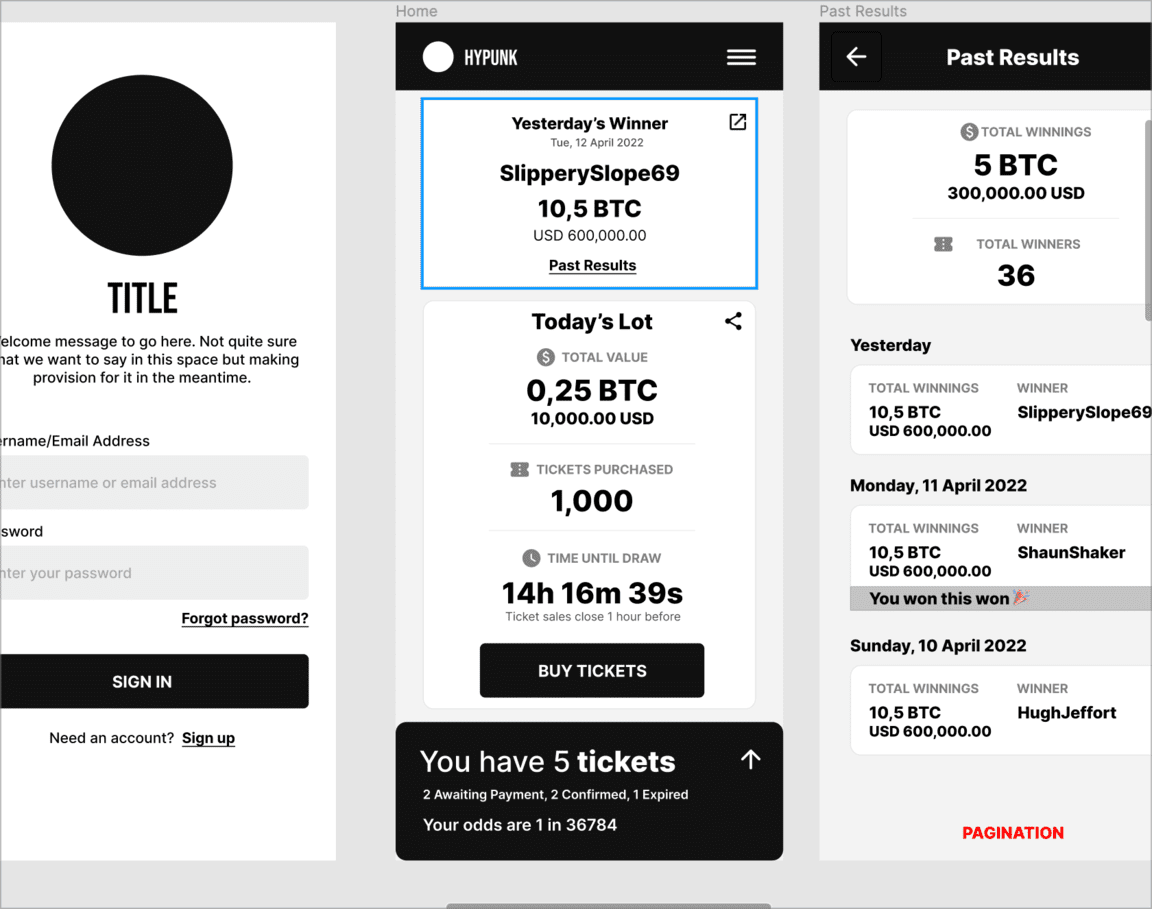 TITLE
elcome message to go here. Not quite sure
hat we want to say in this space but making
provision for it in the meantime.
rname/Email Address
nter username or email address
sword
nter your password
Forgot password?
SIGN IN
Need an account? Sign up
Home
HYPUNK
Yesterday's Winner
Tue, 12 April 2022
SlipperySlope69
10,5 BTC
USD 600,000.00
Past Results
Today's Lot
TOTAL VALUE
0,25 BTC
10,000.00 USD
TICKETS PURCHASED
1,000
TIME UNTIL DRAW
14h 16m 39s
Ticket sales close 1 hour before
BUY TICKETS
You have 5 tickets
2 Awaiting Payment, 2 Confirmed, 1 Expired
Your odds are 1 in 36784
Past Results
Past Results
TOTAL WINNINGS
5 BTC
300,000.00 USD
TOTAL WINNERS
36
Yesterday
TOTAL WINNINGS WINNER
10,5 BTC SlipperySlope69
USD 600,000.00
Monday, 11 April 2022
TOTAL WINNINGS WINNER
10,5 BTC ShaunShaker
USD 600,000.00
You won this won 🎉
Sunday, 10 April 2022
TOTAL WINNINGS WINNER
10,5 BTC HughJeffort
USD 600,000.00
PAGINATION